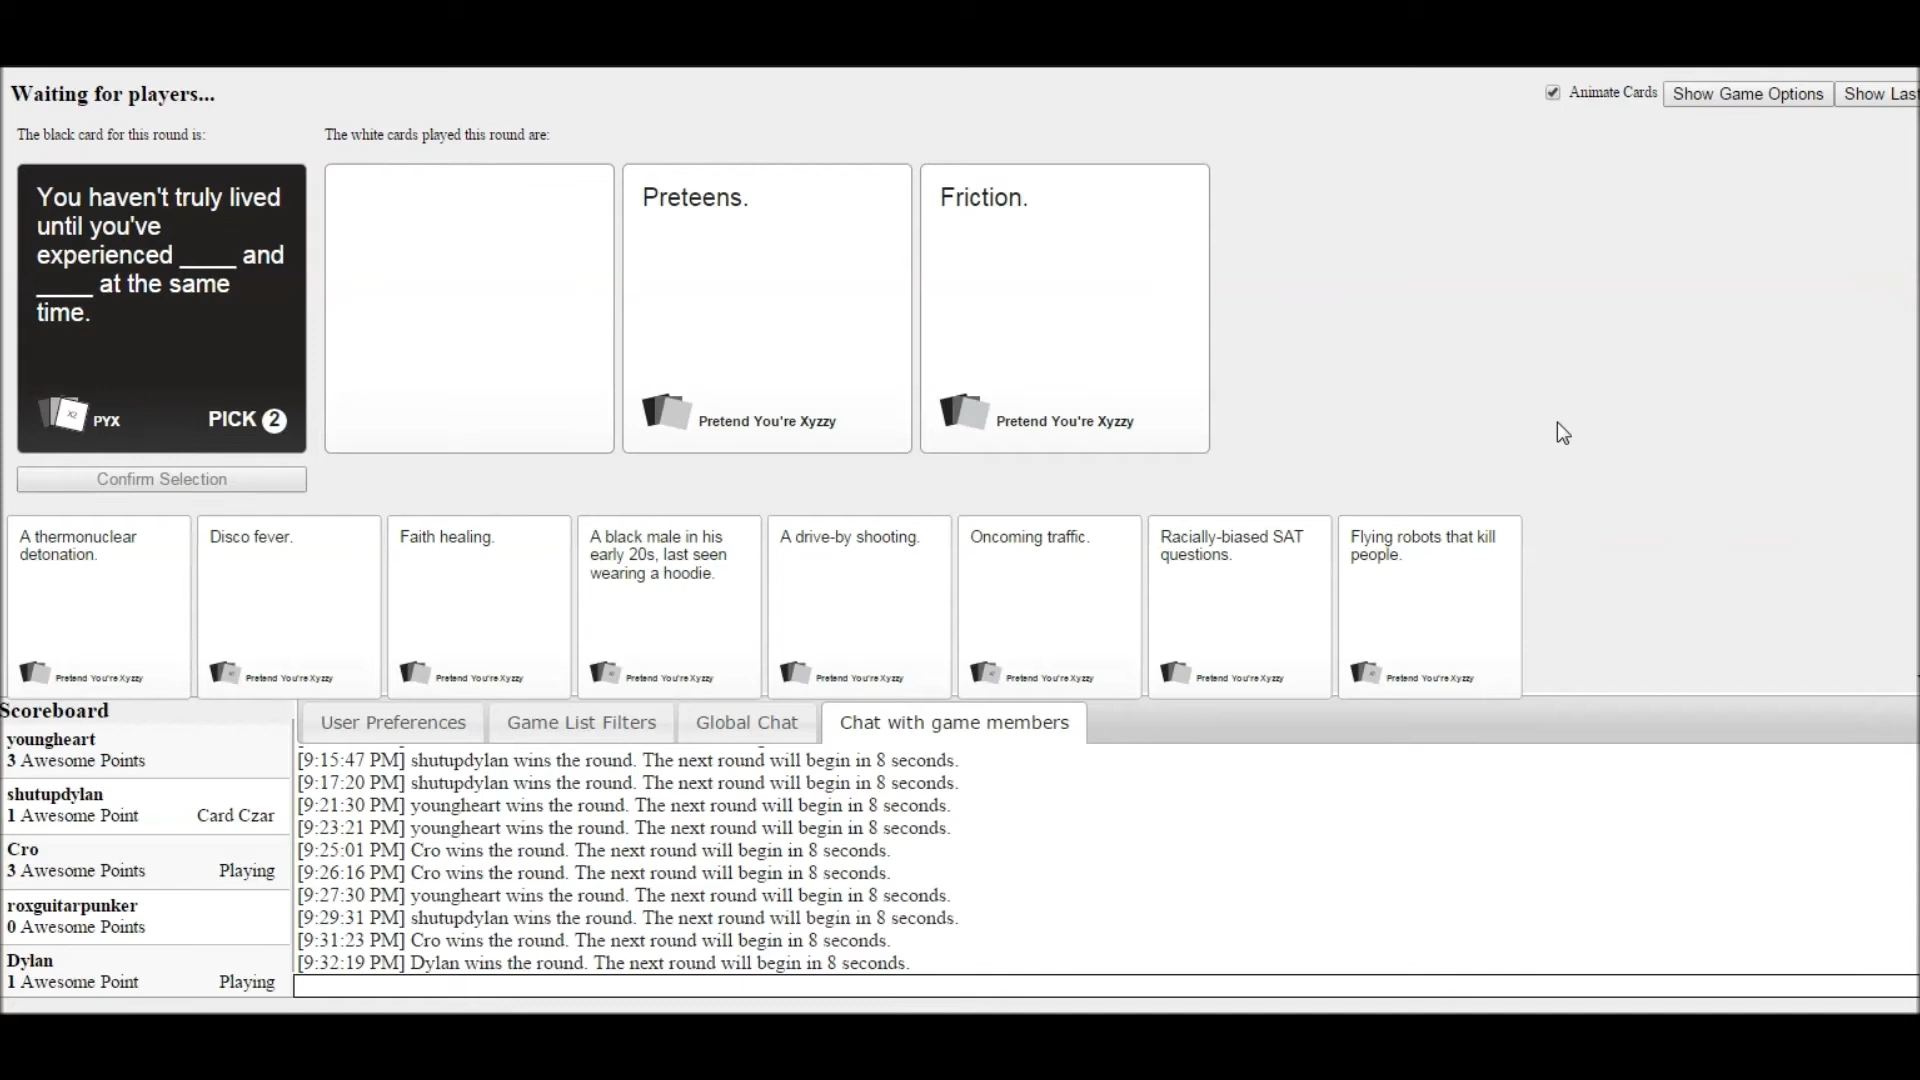 Waiting for players...
Animate Cards
Show Game Options
Show Last
The black card for this round is:
The white cards played this round are:
You haven't truly lived
until you've
experienced ____ and
____ at the same
time.
PYX
PICK 2
Preteens.
Pretend You're Xyzzy
Friction.
Pretend You're Xyzzy
Confirm Selection
A thermonuclear
detonation.
Pretend You're Xyzzy
Disco fever.
Pretend You're Xyzzy
Faith healing.
Pretend You're Xyzzy
A black male in his
early 20s, last seen
wearing a hoodie.
Pretend You're Xyzzy
A drive-by shooting.
Pretend You're Xyzzy
Oncoming traffic.
Pretend You're Xyzzy
Racially-biased SAT
questions.
Pretend You're Xyzzy
Flying robots that kill
people.
Pretend You're Xyzzy
Scoreboard
youngheart
3 Awesome Points
shutupdylan
1 Awesome Point Card Czar
Cro
3 Awesome Points Playing
roxguitarpunker
0 Awesome Points
Dylan
1 Awesome Point Playing
User Preferences
Game List Filters
Global Chat
Chat with game members
[9:15:47 PM] shutupdylan wins the round. The next round will begin in 8 seconds.
[9:17:20 PM] shutupdylan wins the round. The next round will begin in 8 seconds.
[9:21:30 PM] youngheart wins the round. The next round will begin in 8 seconds.
[9:23:21 PM] youngheart wins the round. The next round will begin in 8 seconds.
[9:25:01 PM] Cro wins the round. The next round will begin in 8 seconds.
[9:26:16 PM] Cro wins the round. The next round will begin in 8 seconds.
[9:27:30 PM] youngheart wins the round. The next round will begin in 8 seconds.
[9:29:31 PM] shutupdylan wins the round. The next round will begin in 8 seconds.
[9:31:23 PM] Cro wins the round. The next round will begin in 8 seconds.
[9:32:19 PM] Dylan wins the round. The next round will begin in 8 seconds.